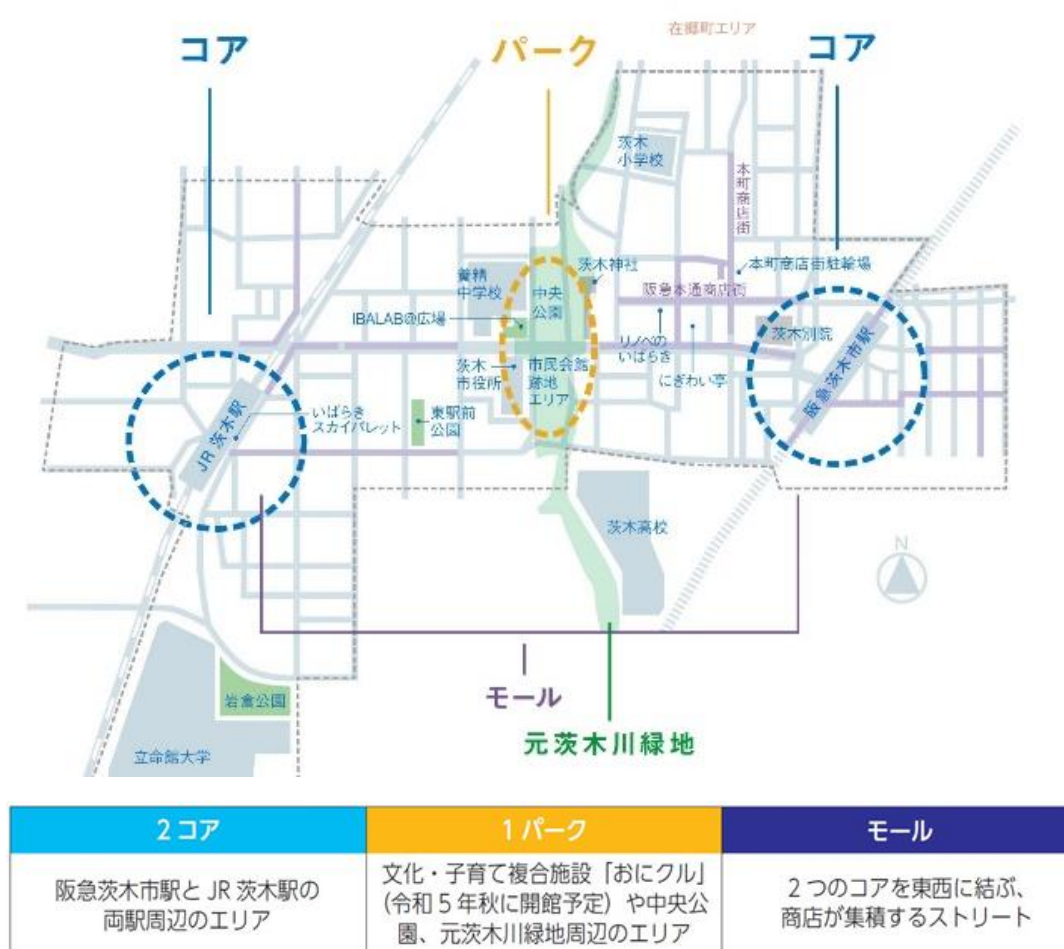 在郷町エリア
コア
パーク
コア
茨木
小学校
本町商店街
養精
中学校
中央
公園
茨木神社
本町商店街駐輪場
阪急本通商店街
IBALAB@広場
茨木
市役所
市民会館
跡地
エリア
リノベの
いばらき
にぎわい亭
茨木別院
阪急茨木市駅
JR 茨木駅
いばらき
スカイパレット
東駅前
公園
茨木高校
N
モール
岩倉公園
元茨木川緑地
立命館大学
2 コア
1 パーク
モール
阪急茨木市駅と JR 茨木駅の
両駅周辺のエリア
文化・子育て複合施設「おにクル」
(令和 5 年秋に開館予定) や中央公
園、元茨木川緑地周辺のエリア
2 つのコアを東西に結ぶ、
商店が集積するストリート